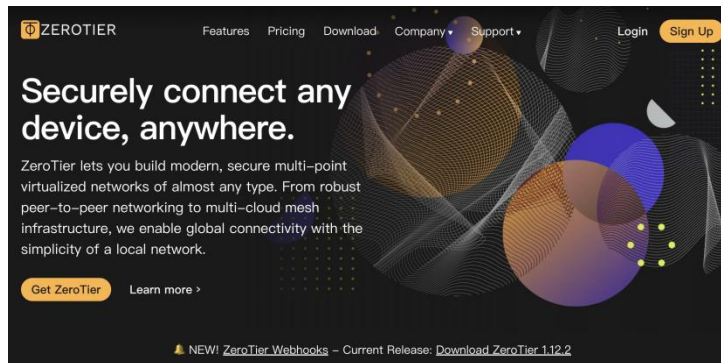 ZEROTIER
Features Pricing Download Company▾ Support▾ Login Sign Up
Securely connect any
device, anywhere.
ZeroTier lets you build modern, secure multi-point
virtualized networks of almost any type. From robust
peer-to-peer networking to multi-cloud mesh
infrastructure, we enable global connectivity with the
simplicity of a local network.
Get ZeroTier Learn more >
🔔 NEW! ZeroTier Webhooks - Current Release: Download ZeroTier 1.12.2